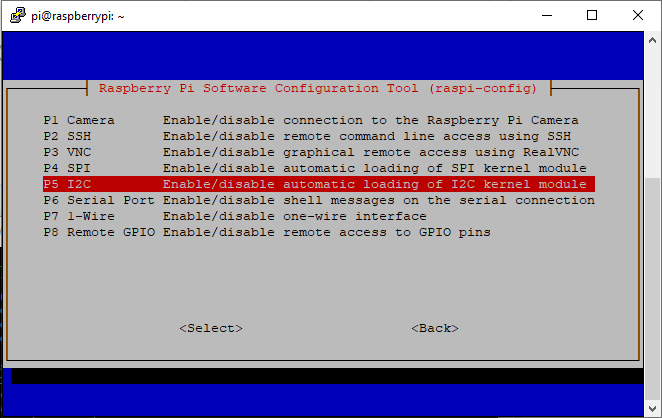 pi@raspberrypi: ~
Raspberry Pi Software Configuration Tool (raspi-config)
P1 Camera Enable/disable connection to the Raspberry Pi Camera
P2 SSH Enable/disable remote command line access using SSH
P3 VNC Enable/disable graphical remote access using RealVNC
P4 SPI Enable/disable automatic loading of SPI kernel module
P5 I2C Enable/disable automatic loading of I2C kernel module
P6 Serial Port Enable/disable shell messages on the serial connection
P7 1-Wire Enable/disable one-wire interface
P8 Remote GPIO Enable/disable remote access to GPIO pins
<Select> <Back>